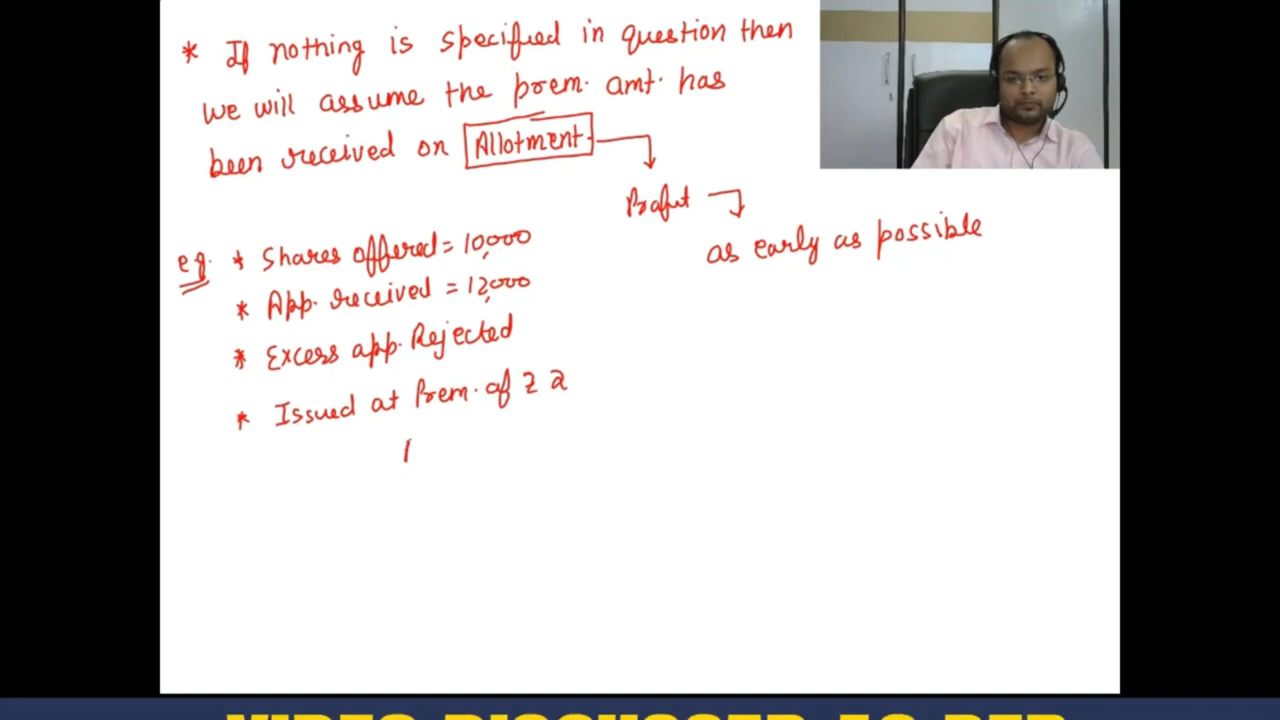 * If nothing is specified in question then
we will assume the prem. amt. has
been received on Allotment
Profit
as early as possible
eg. * Shares offered = 10,000
* App. received = 12,000
* Excess app. Rejected
* Issued at Prem. of ₹ 2